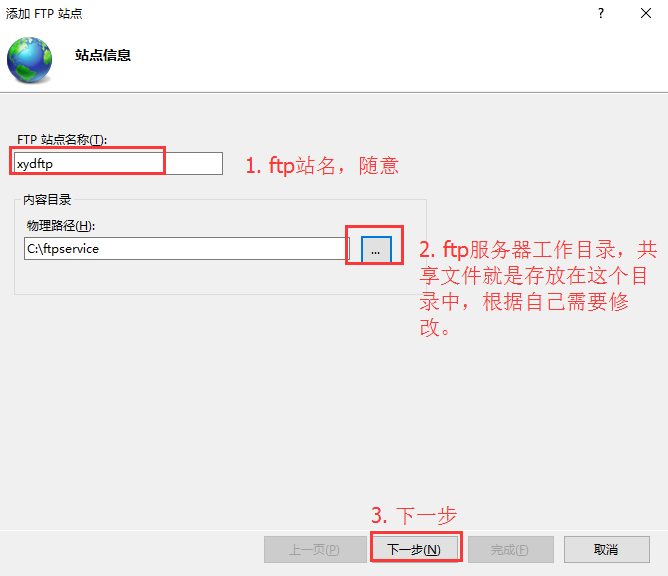 添加 FTP 站点
?
站点信息
FTP 站点名称(T):
xydftp
1. ftp站名，随意
内容目录
物理路径(H):
C:\ftpservice
...
2. ftp服务器工作目录，共
享文件就是存放在这个目
录中，根据自己需要修
改。
3. 下一步
上一页(P)
下一步(N)
完成(F)
取消